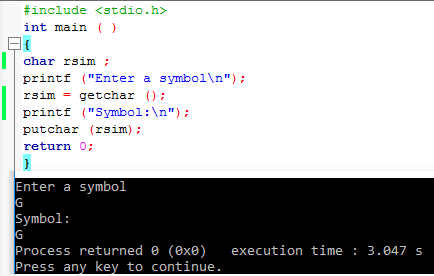 #include <stdio.h>
int main ( )
{
char rsim ;
printf ("Enter a symbol\n");
rsim = getchar ();
printf ("Symbol:\n");
putchar (rsim);
return 0;
}
Enter a symbol
G
Symbol:
G
Process returned 0 (0x0)   execution time : 3.047 s
Press any key to continue.